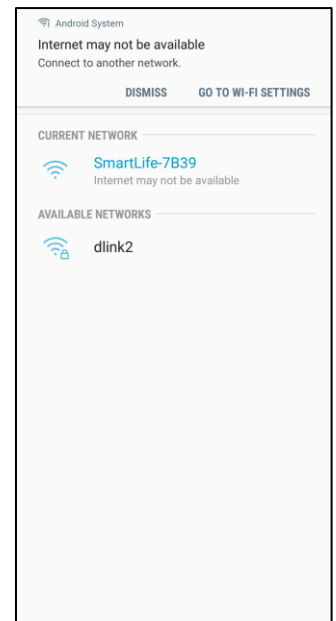 Android System
Internet may not be available
Connect to another network.
DISMISS GO TO WI-FI SETTINGS
CURRENT NETWORK
SmartLife-7B39
Internet may not be available
AVAILABLE NETWORKS
dlink2